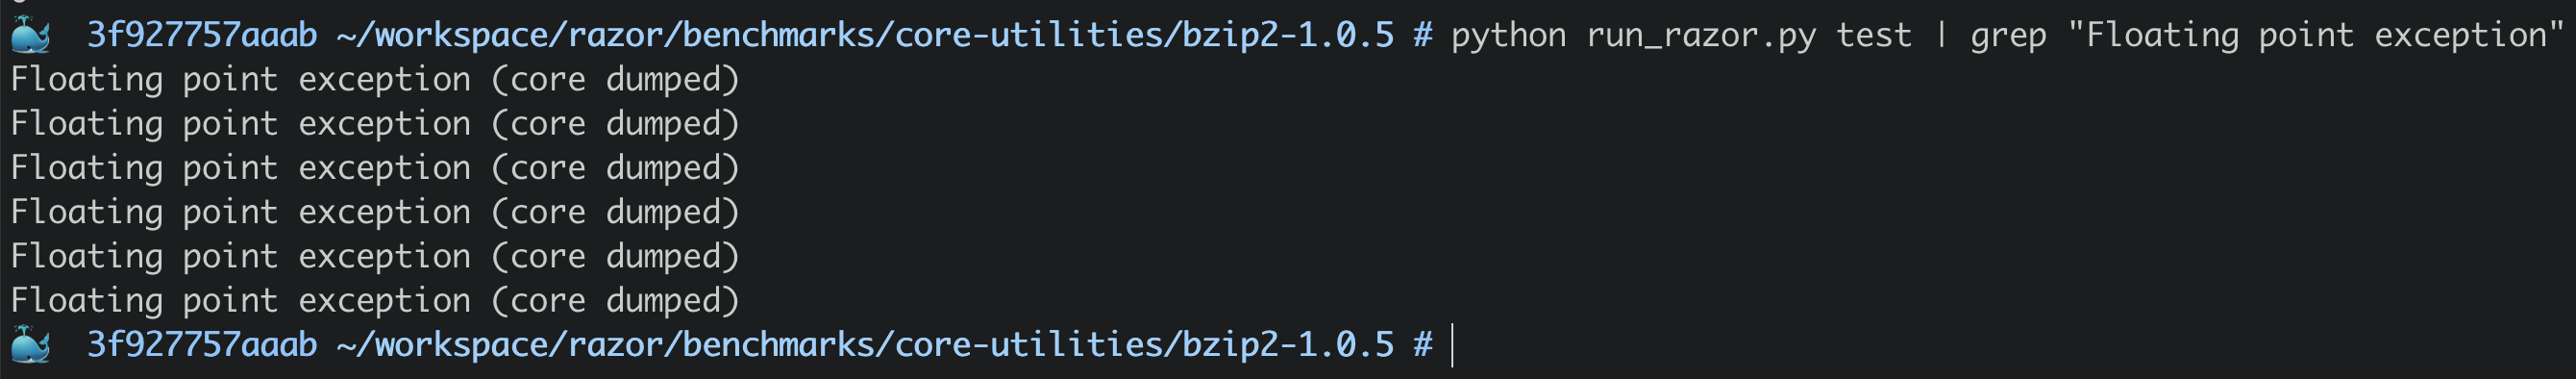 3f927757aaab ~/workspace/razor/benchmarks/core-utilities/bzip2-1.0.5 # python run_razor.py test | grep "Floating point exception"
Floating point exception (core dumped)
Floating point exception (core dumped)
Floating point exception (core dumped)
Floating point exception (core dumped)
Floating point exception (core dumped)
Floating point exception (core dumped)
3f927757aaab ~/workspace/razor/benchmarks/core-utilities/bzip2-1.0.5 #